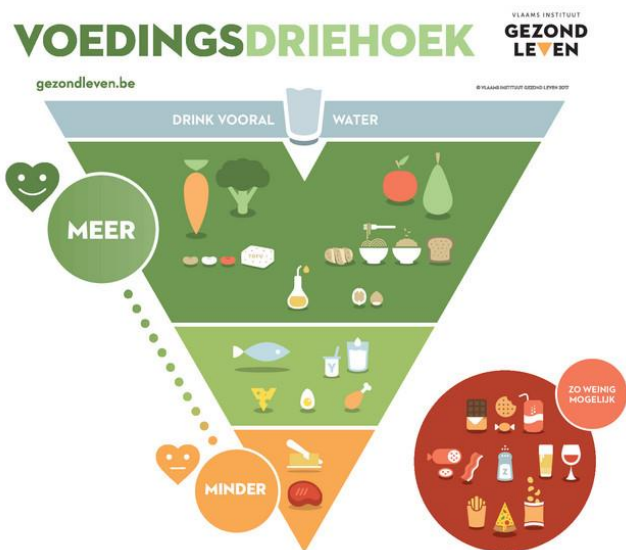 VOEDINGSDRIEHOEK
VLAAMS INSTITUUT
GEZOND
LEVEN
gezondleven.be
© VLAAMS INSTITUUT GEZOND LEVEN 2017
DRINK VOORAL WATER
MEER
TOFU
Y
MINDER
ZO WEINIG
MOGELIJK
Z